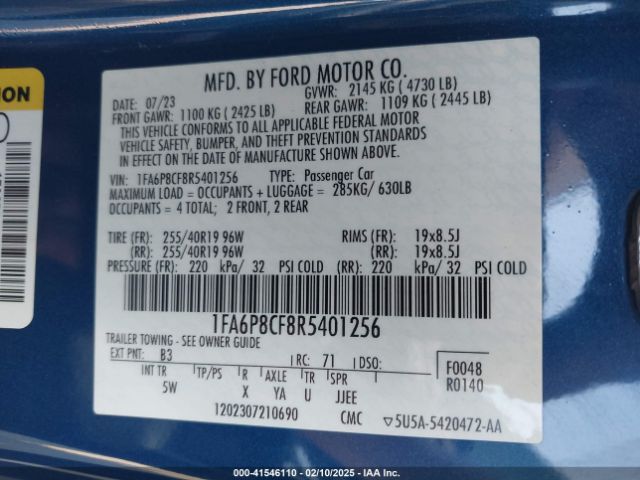 MFD. BY FORD MOTOR CO.
DATE: 07/23 GVWR: 2145 KG ( 4730 LB)
FRONT GAWR: 1100 KG ( 2425 LB) REAR GAWR: 1109 KG ( 2445 LB)
THIS VEHICLE CONFORMS TO ALL APPLICABLE FEDERAL MOTOR
VEHICLE SAFETY, BUMPER, AND THEFT PREVENTION STANDARDS
IN EFFECT ON THE DATE OF MANUFACTURE SHOWN ABOVE.
VIN: 1FA6P8CF8R5401256 TYPE: Passenger Car
MAXIMUM LOAD = OCCUPANTS + LUGGAGE = 285KG/ 630LB
OCCUPANTS = 4 TOTAL; 2 FRONT, 2 REAR
TIRE (FR): 255/40R19 96W RIMS (FR): 19x8.5J
(RR): 255/40R19 96W (RR): 19x8.5J
PRESSURE (FR): 220 kPa/ 32 PSI COLD (RR): 220 kPa/ 32 PSI COLD
1FA6P8CF8R5401256
TRAILER TOWING - SEE OWNER GUIDE
EXT PNT: B3 RC: 71 DSO: F0048
INT TR TP/PS R AXLE TR SPR R0140
5W X YA U JJEE
1202307210690 CMC ▽5U5A-5420472-AA
ION
© 41546110 - 02/10/2025 - IAA Inc.